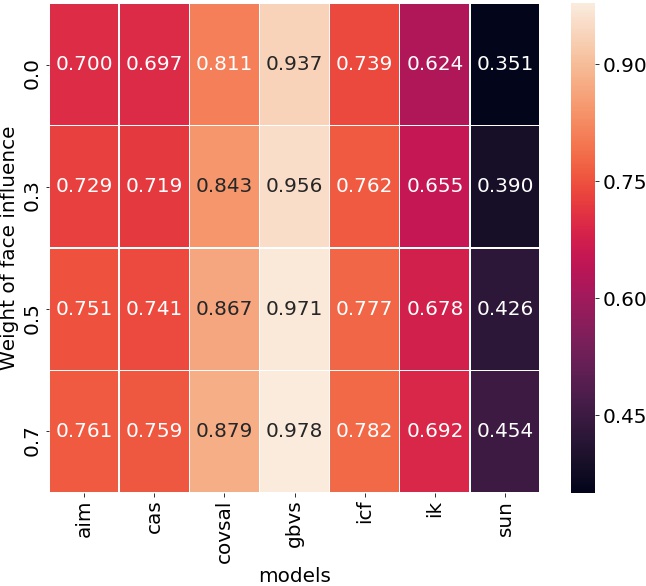 Weight of face influence
0.0 0.700 0.697 0.811 0.937 0.739 0.624 0.351
0.3 0.729 0.719 0.843 0.956 0.762 0.655 0.390
0.5 0.751 0.741 0.867 0.971 0.777 0.678 0.426
0.7 0.761 0.759 0.879 0.978 0.782 0.692 0.454
aim cas covsal gbvs icf ik sun
models
0.90
0.75
0.60
0.45